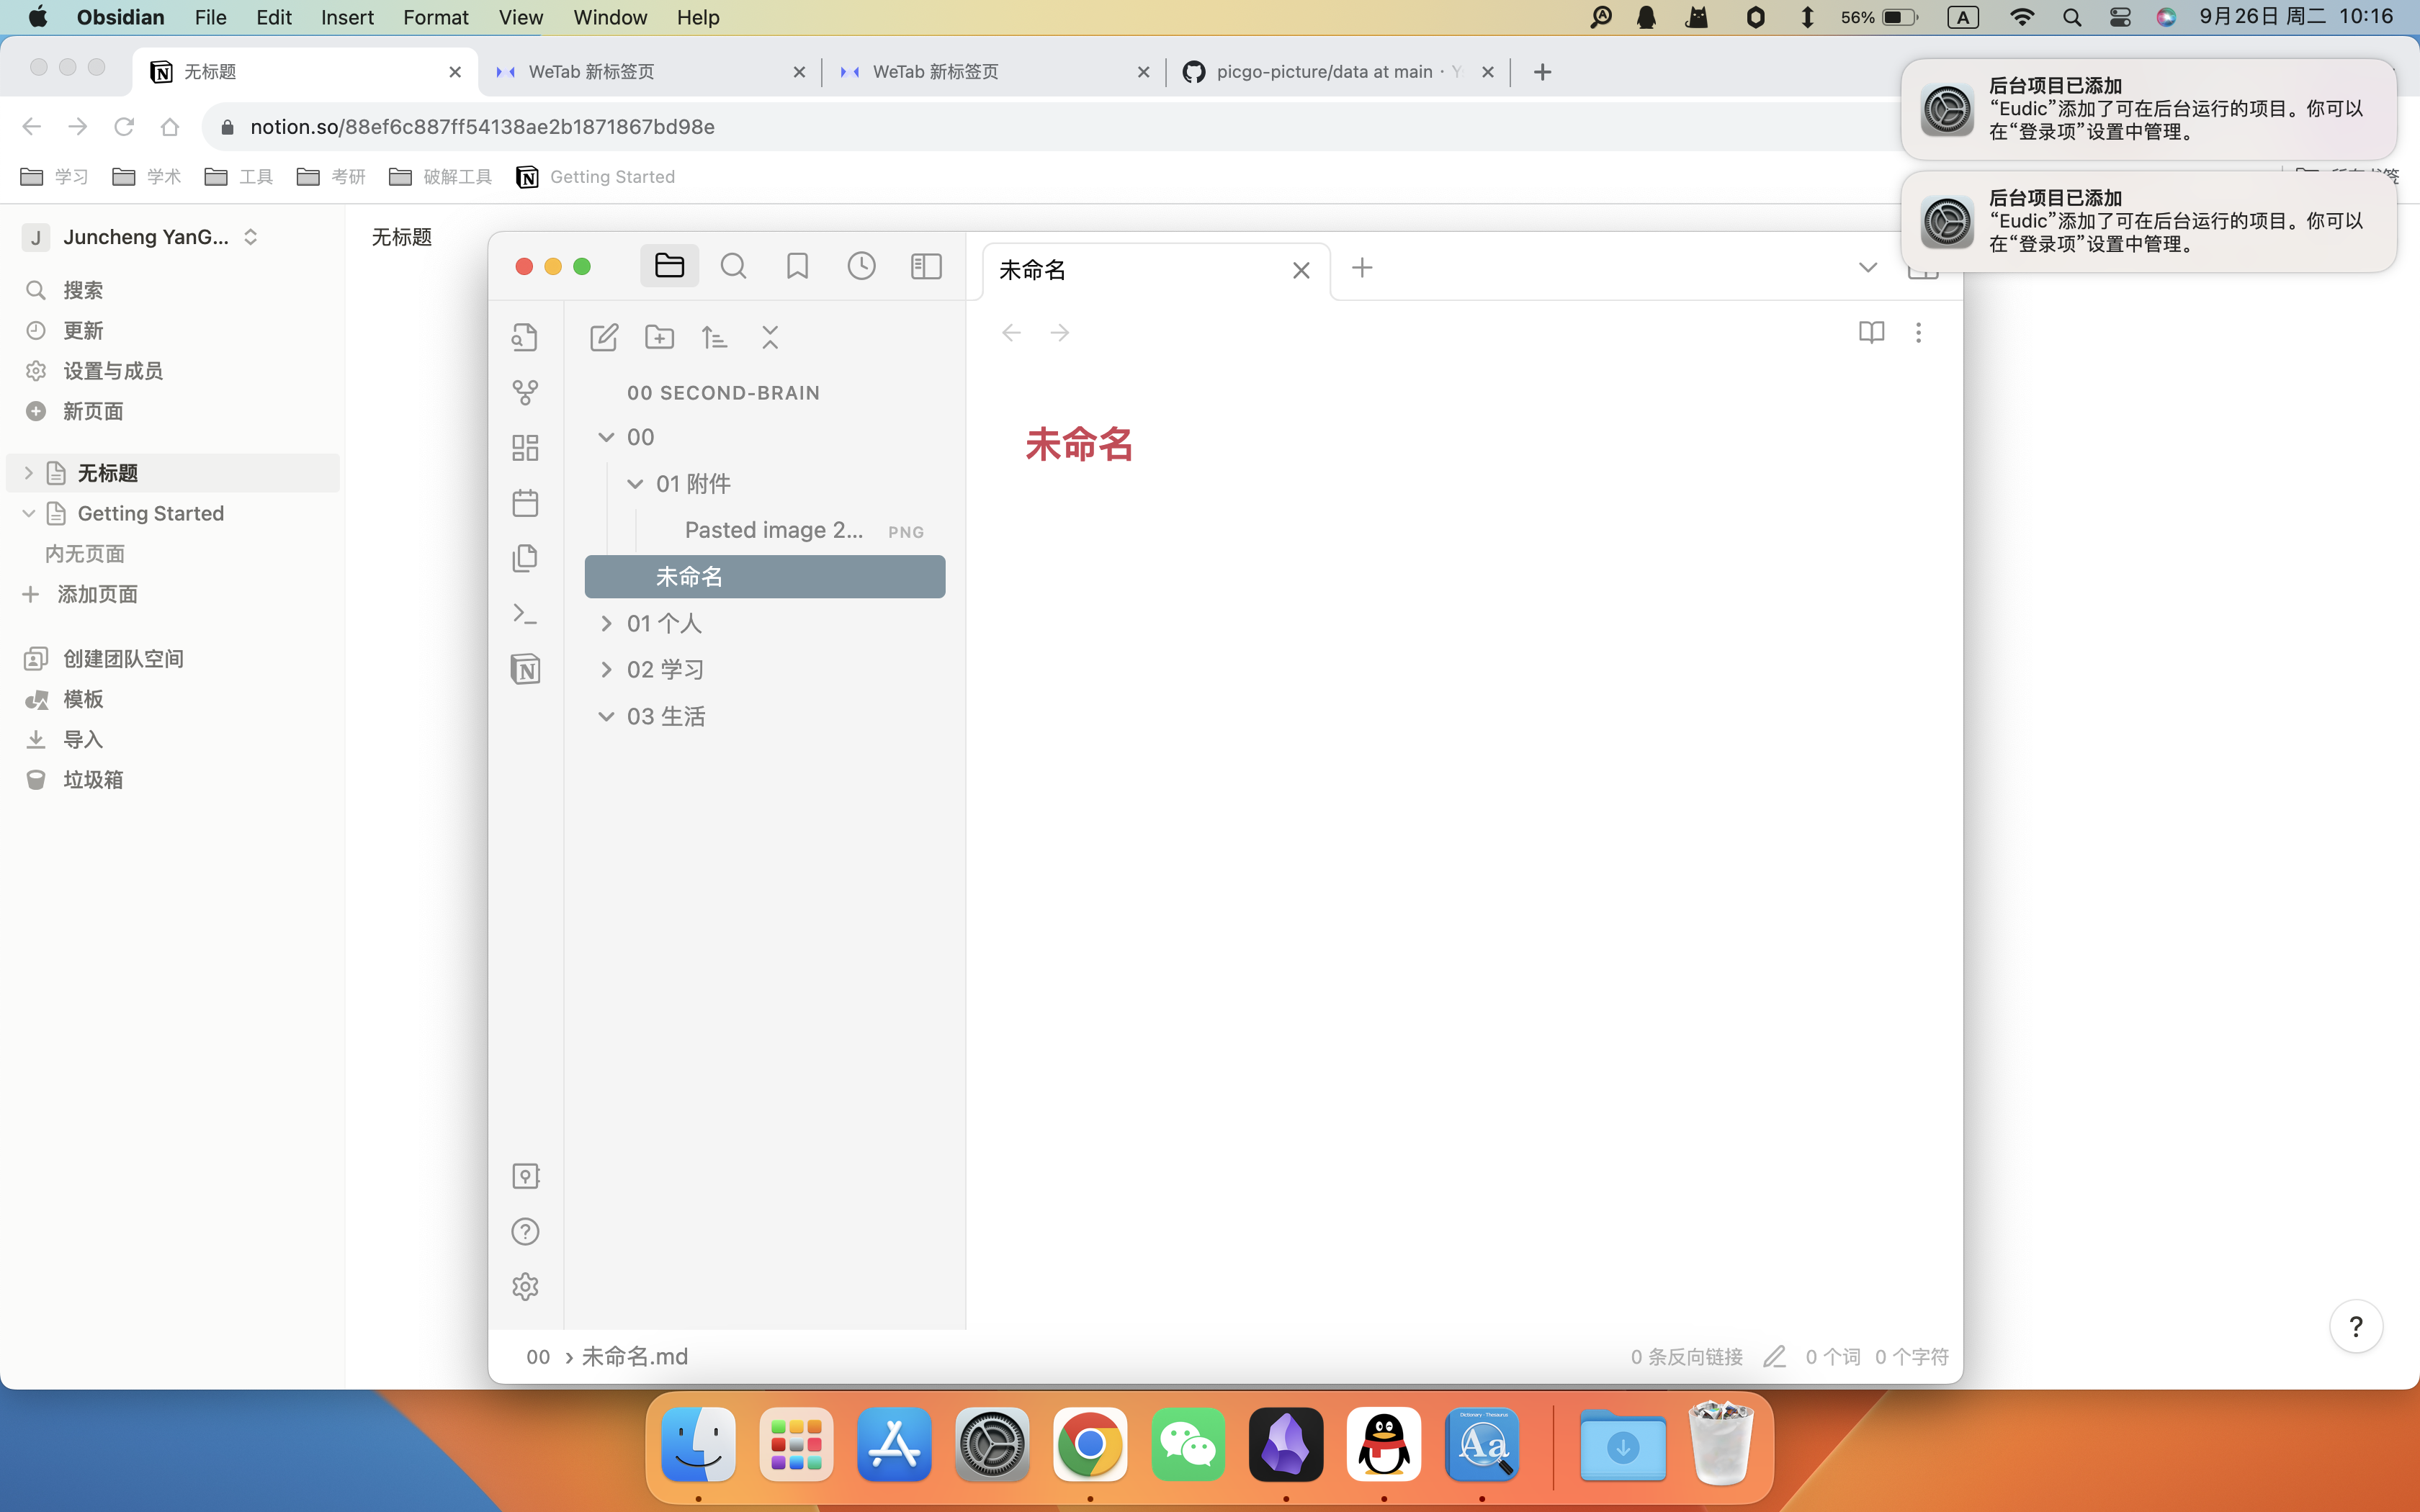 Obsidian File Edit Insert Format View Window Help
56% A 9月26日 周二 10:16
无标题
WeTab 新标签页
WeTab 新标签页
picgo-picture/data at main
notion.so/88ef6c887ff54138ae2b1871867bd98e
学习 学术 工具 考研 破解工具 Getting Started
后台项目已添加
“Eudic”添加了可在后台运行的项目。你可以
在“登录项”设置中管理。
后台项目已添加
“Eudic”添加了可在后台运行的项目。你可以
在“登录项”设置中管理。
J Juncheng YanG...
搜索
更新
设置与成员
新页面
无标题
Getting Started
内无页面
添加页面
创建团队空间
模板
导入
垃圾箱
无标题
未命名
00 SECOND-BRAIN
00
01 附件
Pasted image 2... PNG
未命名
01 个人
02 学习
03 生活
未命名
00 › 未命名.md
0 条反向链接 0 个词 0 个字符
?
Dictionary Thesaurus
Aa